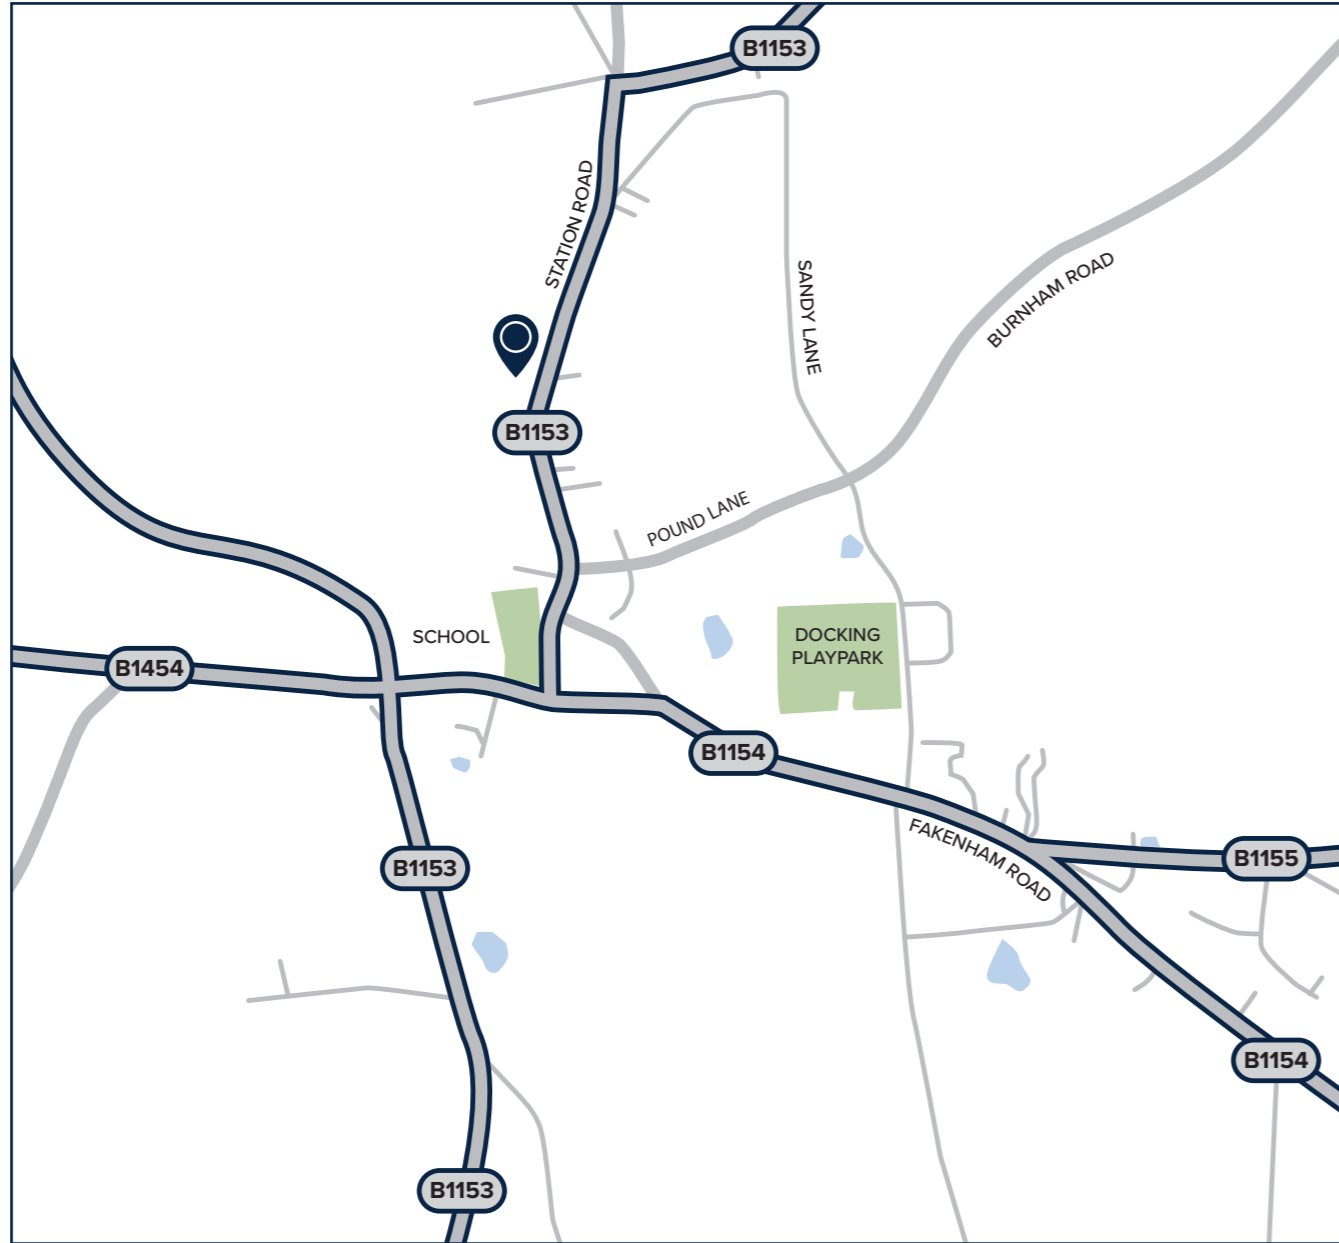 B1153
STATION ROAD
SANDY LANE
BURNHAM ROAD
B1153
POUND LANE
SCHOOL
DOCKING
PLAYPARK
B1454
B1154
FAKENHAM ROAD
B1153
B1155
B1154
B1153